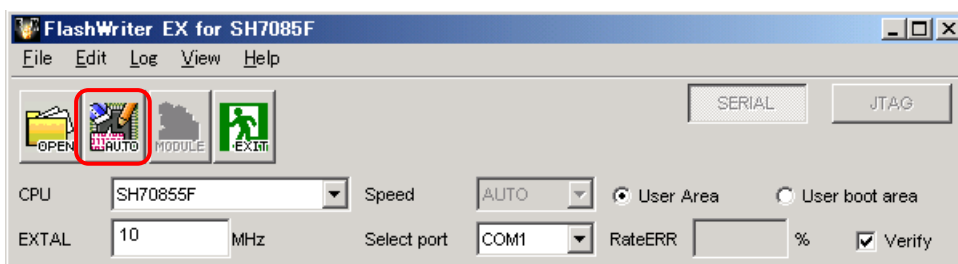 FlashWriter EX for SH7085F
File Edit Log View Help
OPEN AUTO MODULE EXIT SERIAL JTAG
CPU SH70855F Speed AUTO User Area User boot area
EXTAL 10 MHz Select port COM1 RateERR % Verify